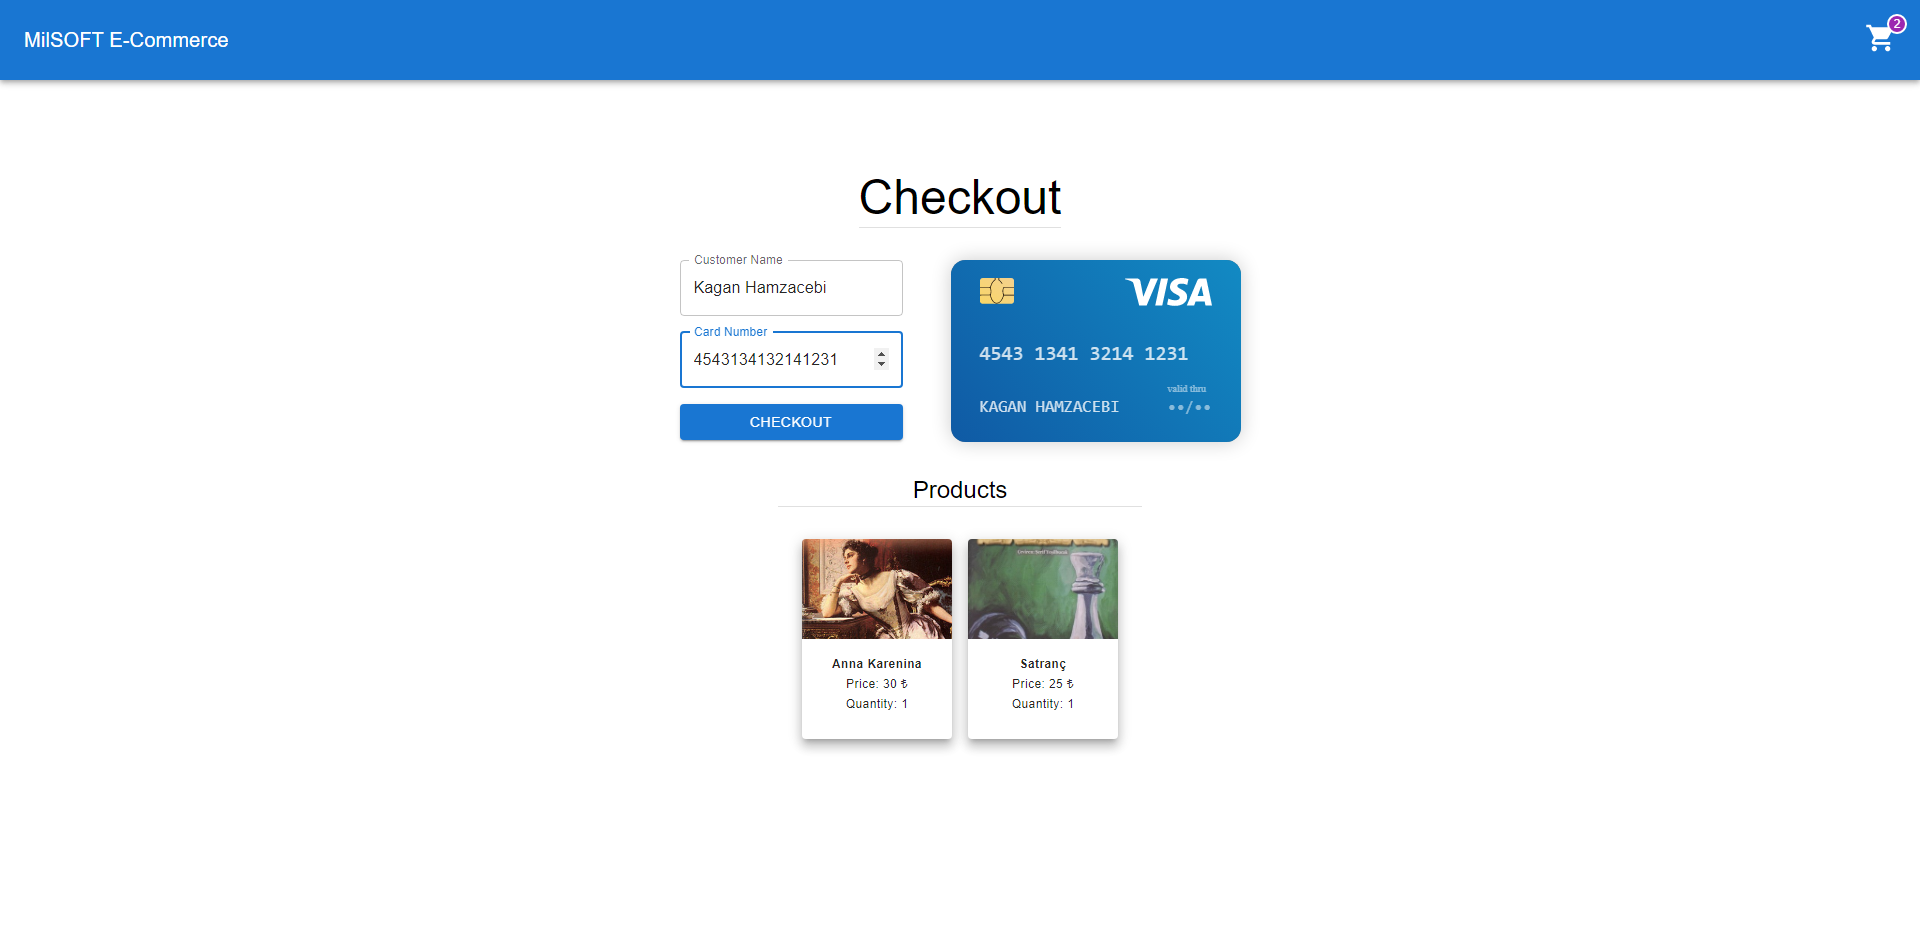 MilSOFT E-Commerce
2
Checkout
Customer Name
Kagan Hamzacebi
Card Number
4543134132141231
CHECKOUT
VISA
4543 1341 3214 1231
valid thru
KAGAN HAMZACEBI ••/••
Products
Anna Karenina
Price: 30 ₺
Quantity: 1
Satranç
Price: 25 ₺
Quantity: 1